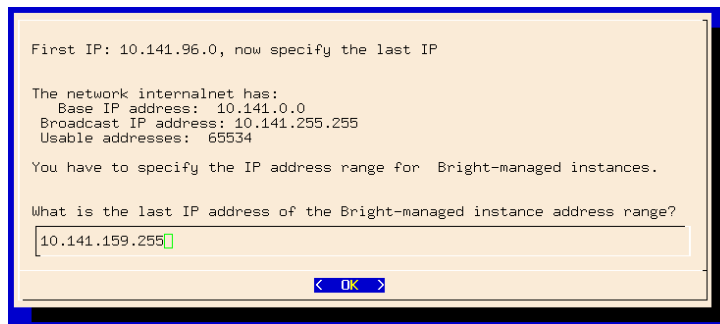 First IP: 10.141.96.0, now specify the last IP
The network internalnet has:
Base IP address:  10.141.0.0
Broadcast IP address: 10.141.255.255
Usable addresses:  65534
You have to specify the IP address range for  Bright-managed instances.
What is the last IP address of the Bright-managed instance address range?
10.141.159.255
< OK >